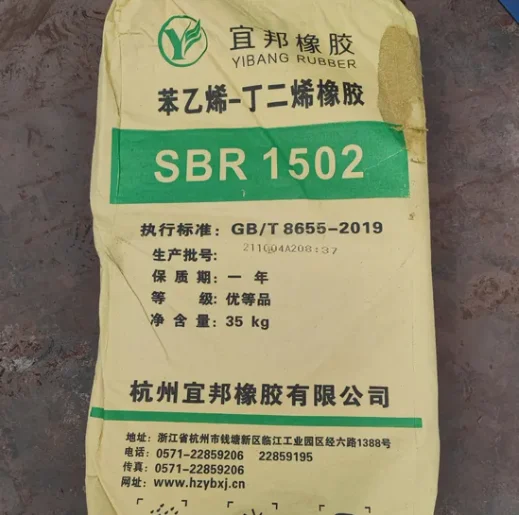 宜邦橡胶
YIBANG RUBBER
苯乙烯-丁二烯橡胶
SBR 1502
执行标准: GB/T 8655-2019
生产批号: 211004A208:37
保质期: 一年
等级: 优等品
净含量: 35 kg
杭州宜邦橡胶有限公司
地址: 浙江省杭州市钱塘新区临江工业园区经六路1388号
电话: 0571-22859206 22859195
传真: 0571-22859206
网址: www.hzybxj.cn